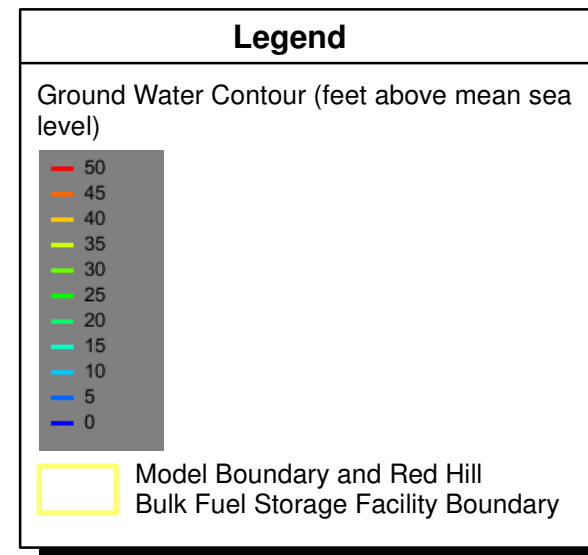 Legend
Ground Water Contour (feet above mean sea
level)
50
45
40
35
30
25
20
15
10
5
0
Model Boundary and Red Hill
Bulk Fuel Storage Facility Boundary